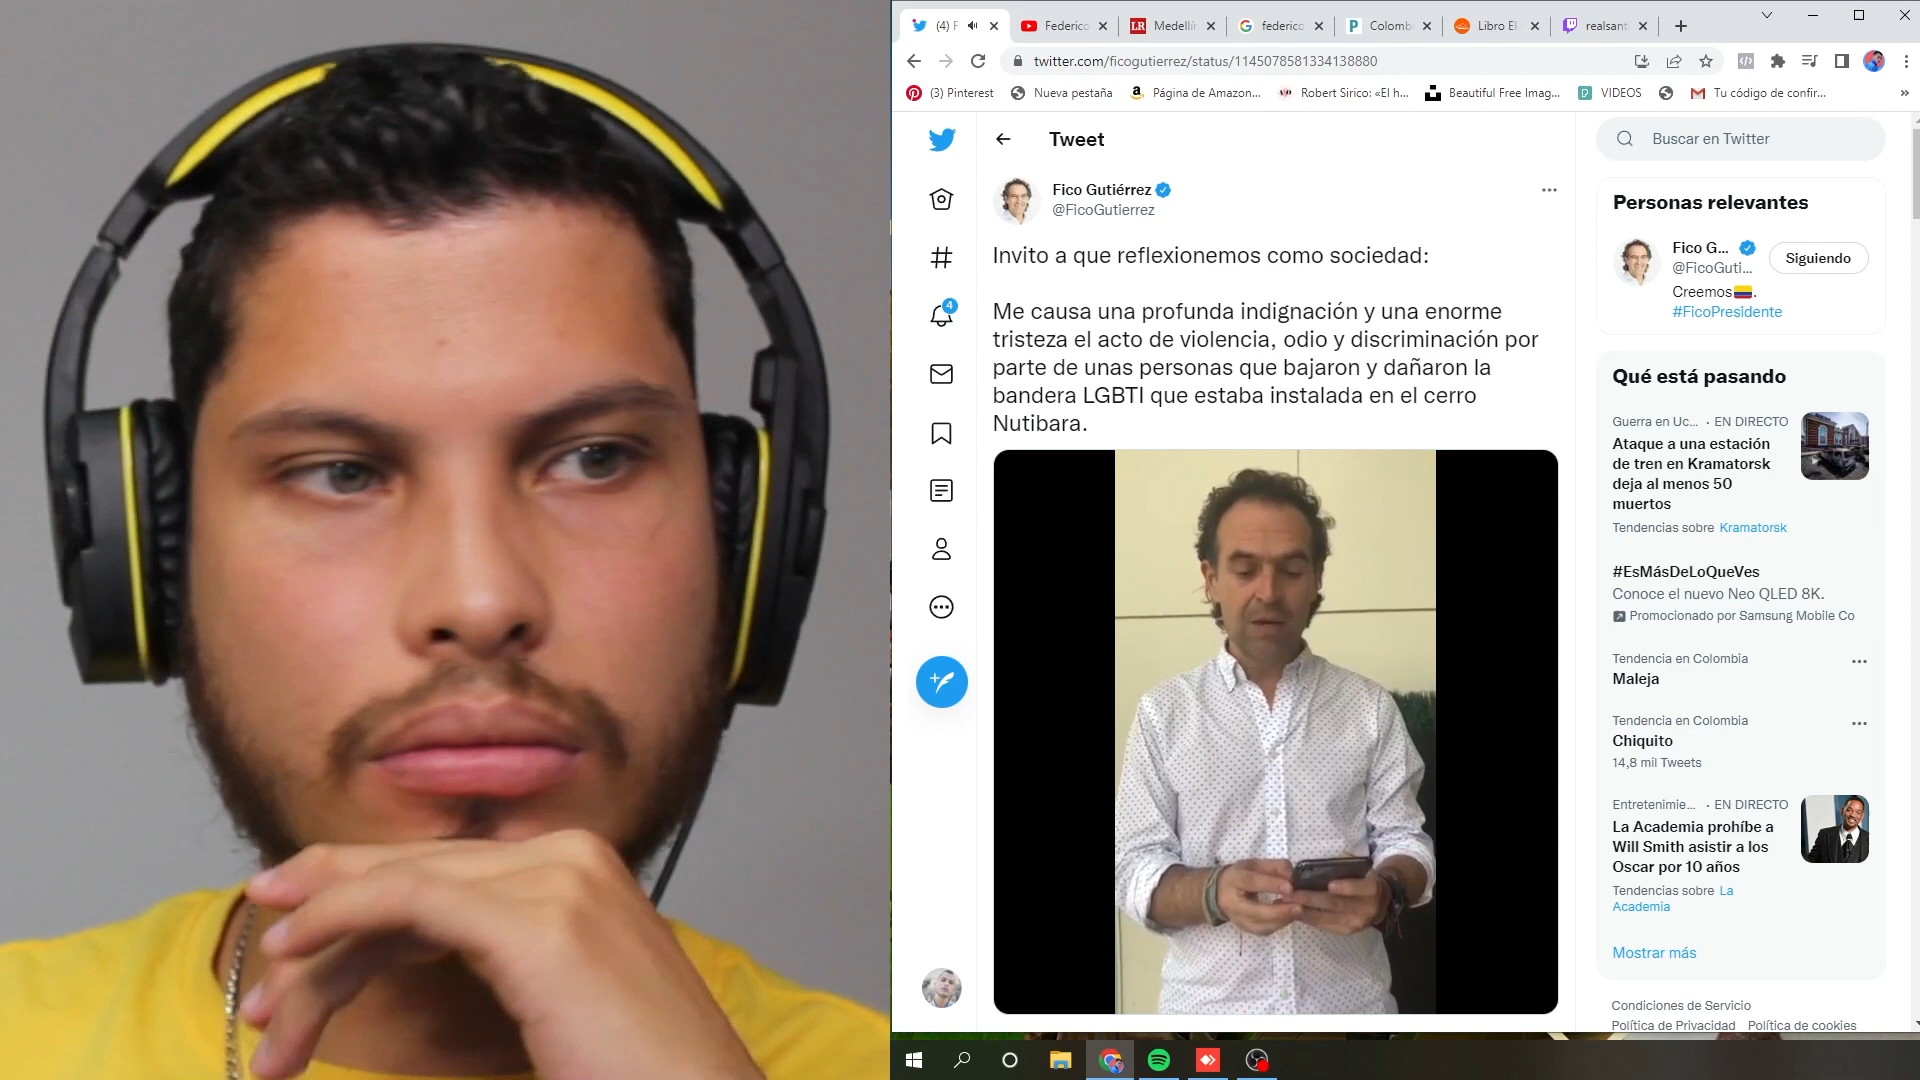 (4) F
Federico
LR
Medellín
federico
Colomb
Libro El
realsanti
twitter.com/ficogutierrez/status/1145078581334138880
(3) Pinterest
Nueva pestaña
Página de Amazon...
Robert Sirico: «El h...
Beautiful Free Imag...
VIDEOS
Tu código de confir...
»
Tweet
Fico Gutiérrez
@FicoGutierrez
Invito a que reflexionemos como sociedad:
Me causa una profunda indignación y una enorme
tristeza el acto de violencia, odio y discriminación por
parte de unas personas que bajaron y dañaron la
bandera LGBTI que estaba instalada en el cerro
Nutibara.
4
Buscar en Twitter
Personas relevantes
Fico G...
@FicoGuti...
Siguiendo
Creemos🇨🇴.
#FicoPresidente
Qué está pasando
Guerra en Uc... · EN DIRECTO
Ataque a una estación
de tren en Kramatorsk
deja al menos 50
muertos
Tendencias sobre Kramatorsk
#EsMásDeLoQueVes
Conoce el nuevo Neo QLED 8K.
Promocionado por Samsung Mobile Co
Tendencia en Colombia
Maleja
Tendencia en Colombia
Chiquito
14,8 mil Tweets
Entretenimie... · EN DIRECTO
La Academia prohíbe a
Will Smith asistir a los
Oscar por 10 años
Tendencias sobre La
Academia
Mostrar más
Condiciones de Servicio
Política de Privacidad Política de cookies